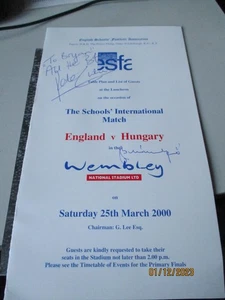 English Schools' Football Association
esfa
Table Plan and List of Guests
at the Luncheon
on the occasion of
The Schools' International
Match
England v Hungary
in the
Wembley
NATIONAL STADIUM LTD
on
Saturday 25th March 2000
Chairman: G. Lee Esq.
Guests are kindly requested to take their
seats in the Stadium not later than 2.00 p.m.
Please see the Timetable of Events for the Primary Finals
01/12/2023